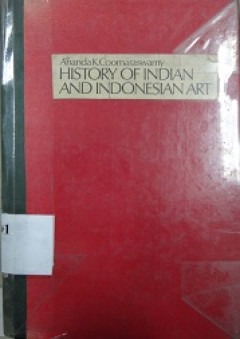 Ananda K.Coomaraswamy
HISTORY OF INDIAN
AND INDONESIAN ART